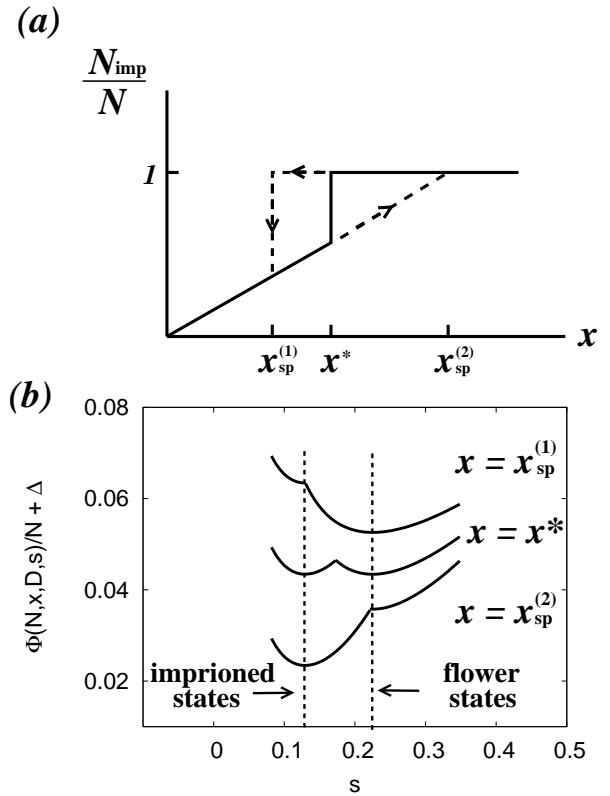 (a)
N_imp
N
1
x_sp^(1) x* x_sp^(2) x
(b)
0.08
0.06
0.04
0.02
Φ(N,x,D,s)/N + Δ
x = x_sp^(1)
x = x*
x = x_sp^(2)
imprioned states
flower states
0 0.1 0.2 0.3 0.4 0.5
s